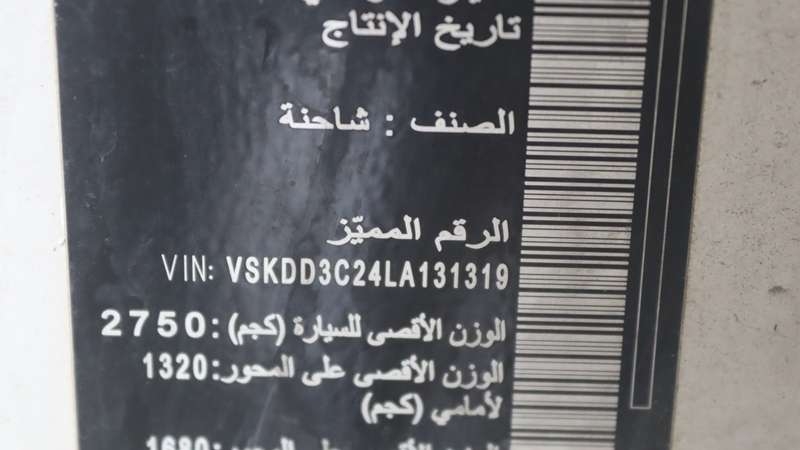 تاريخ الإنتاج
الصنف : شاحنة
الرقم المميّز
VIN: VSKDD3C24LA131319
الوزن الأقصى للسيارة (كجم): 2750
الوزن الأقصى على المحور: 1320
لأمامي (كجم)
1680